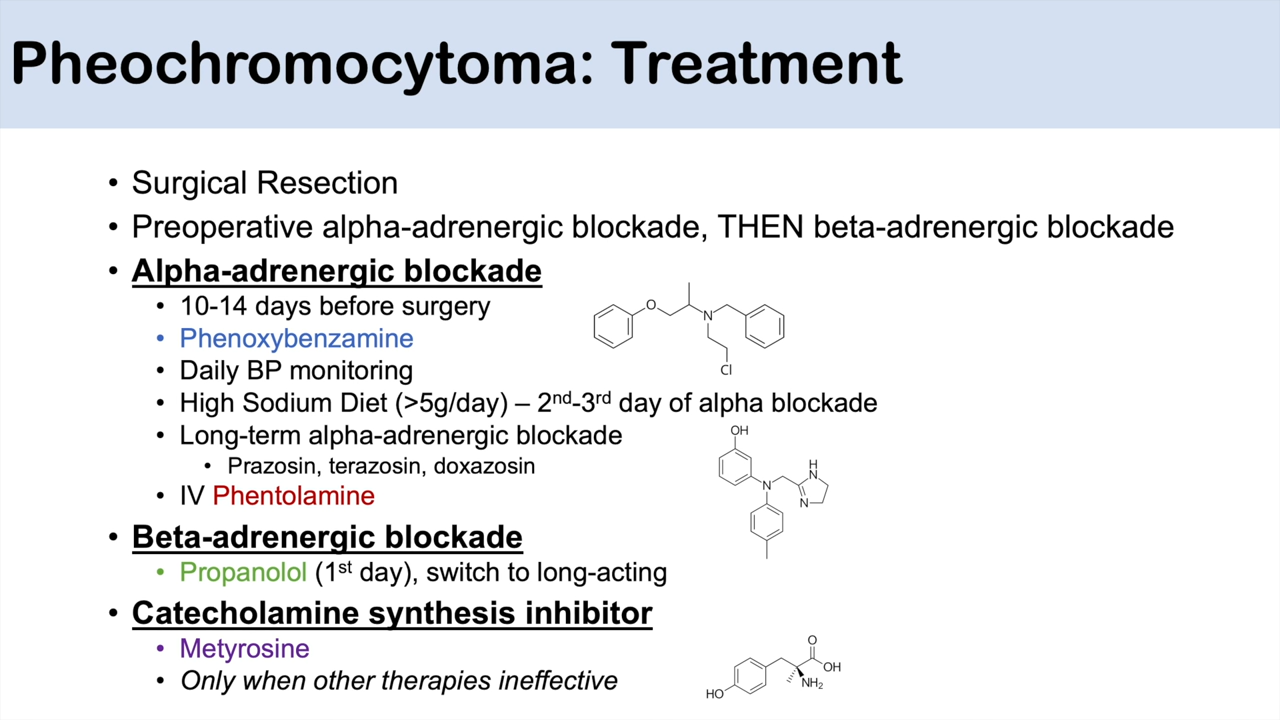 Pheochromocytoma: Treatment
• Surgical Resection
• Preoperative alpha-adrenergic blockade, THEN beta-adrenergic blockade
• Alpha-adrenergic blockade
• 10-14 days before surgery
• Phenoxybenzamine
• Daily BP monitoring
• High Sodium Diet (>5g/day) – 2nd-3rd day of alpha blockade
• Long-term alpha-adrenergic blockade
• Prazosin, terazosin, doxazosin
• IV Phentolamine
• Beta-adrenergic blockade
• Propanolol (1st day), switch to long-acting
• Catecholamine synthesis inhibitor
• Metyrosine
• Only when other therapies ineffective
O
N
Cl
OH
H
N
N
N
O
OH
NH2
HO